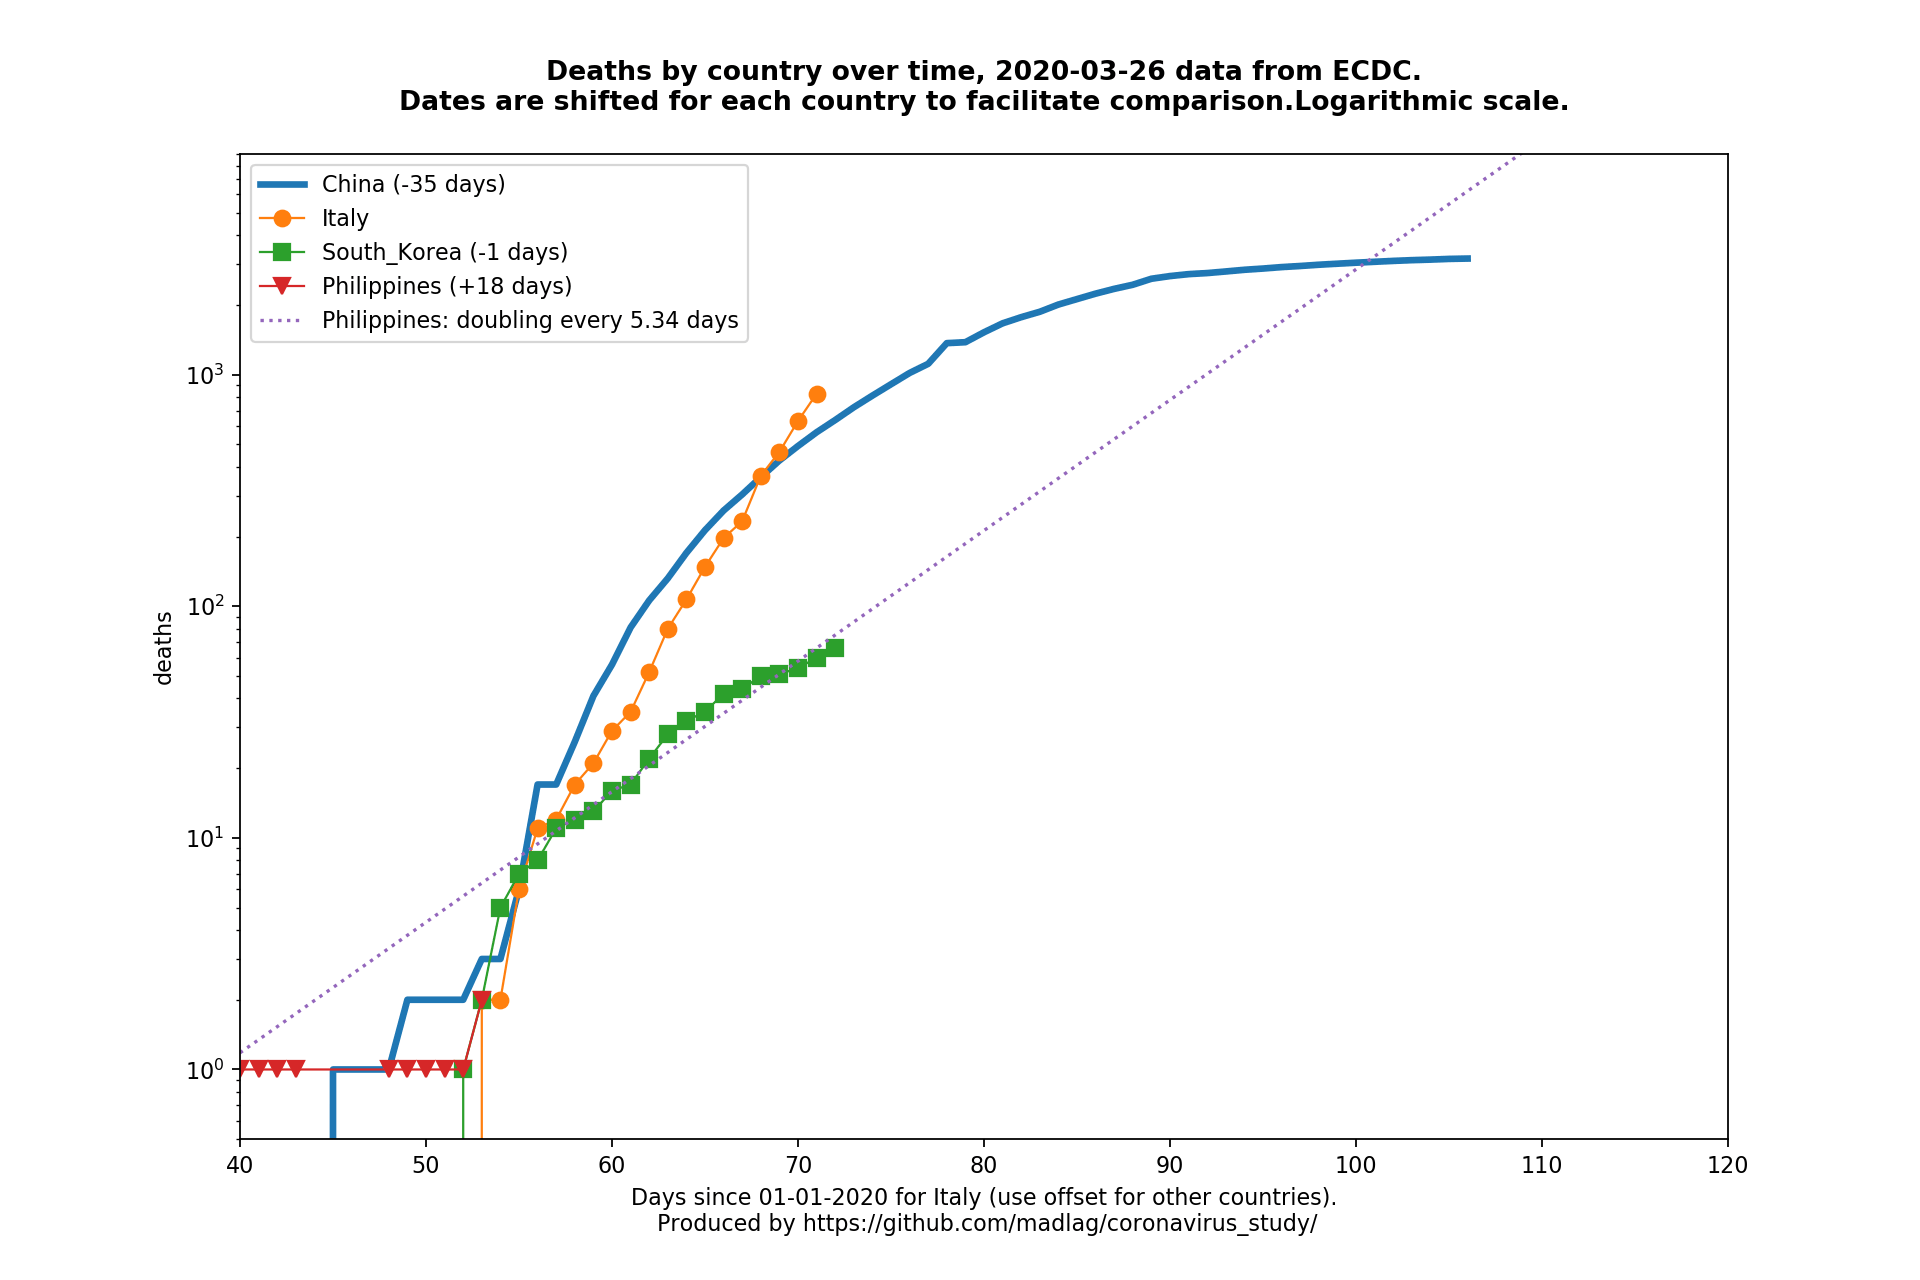 Deaths by country over time, 2020-03-26 data from ECDC.
Dates are shifted for each country to facilitate comparison.Logarithmic scale.
China (-35 days)
Italy
South_Korea (-1 days)
Philippines (+18 days)
Philippines: doubling every 5.34 days
10³
10²
10¹
10⁰
deaths
40 50 60 70 80 90 100 110 120
Days since 01-01-2020 for Italy (use offset for other countries).
Produced by https://github.com/madlag/coronavirus_study/